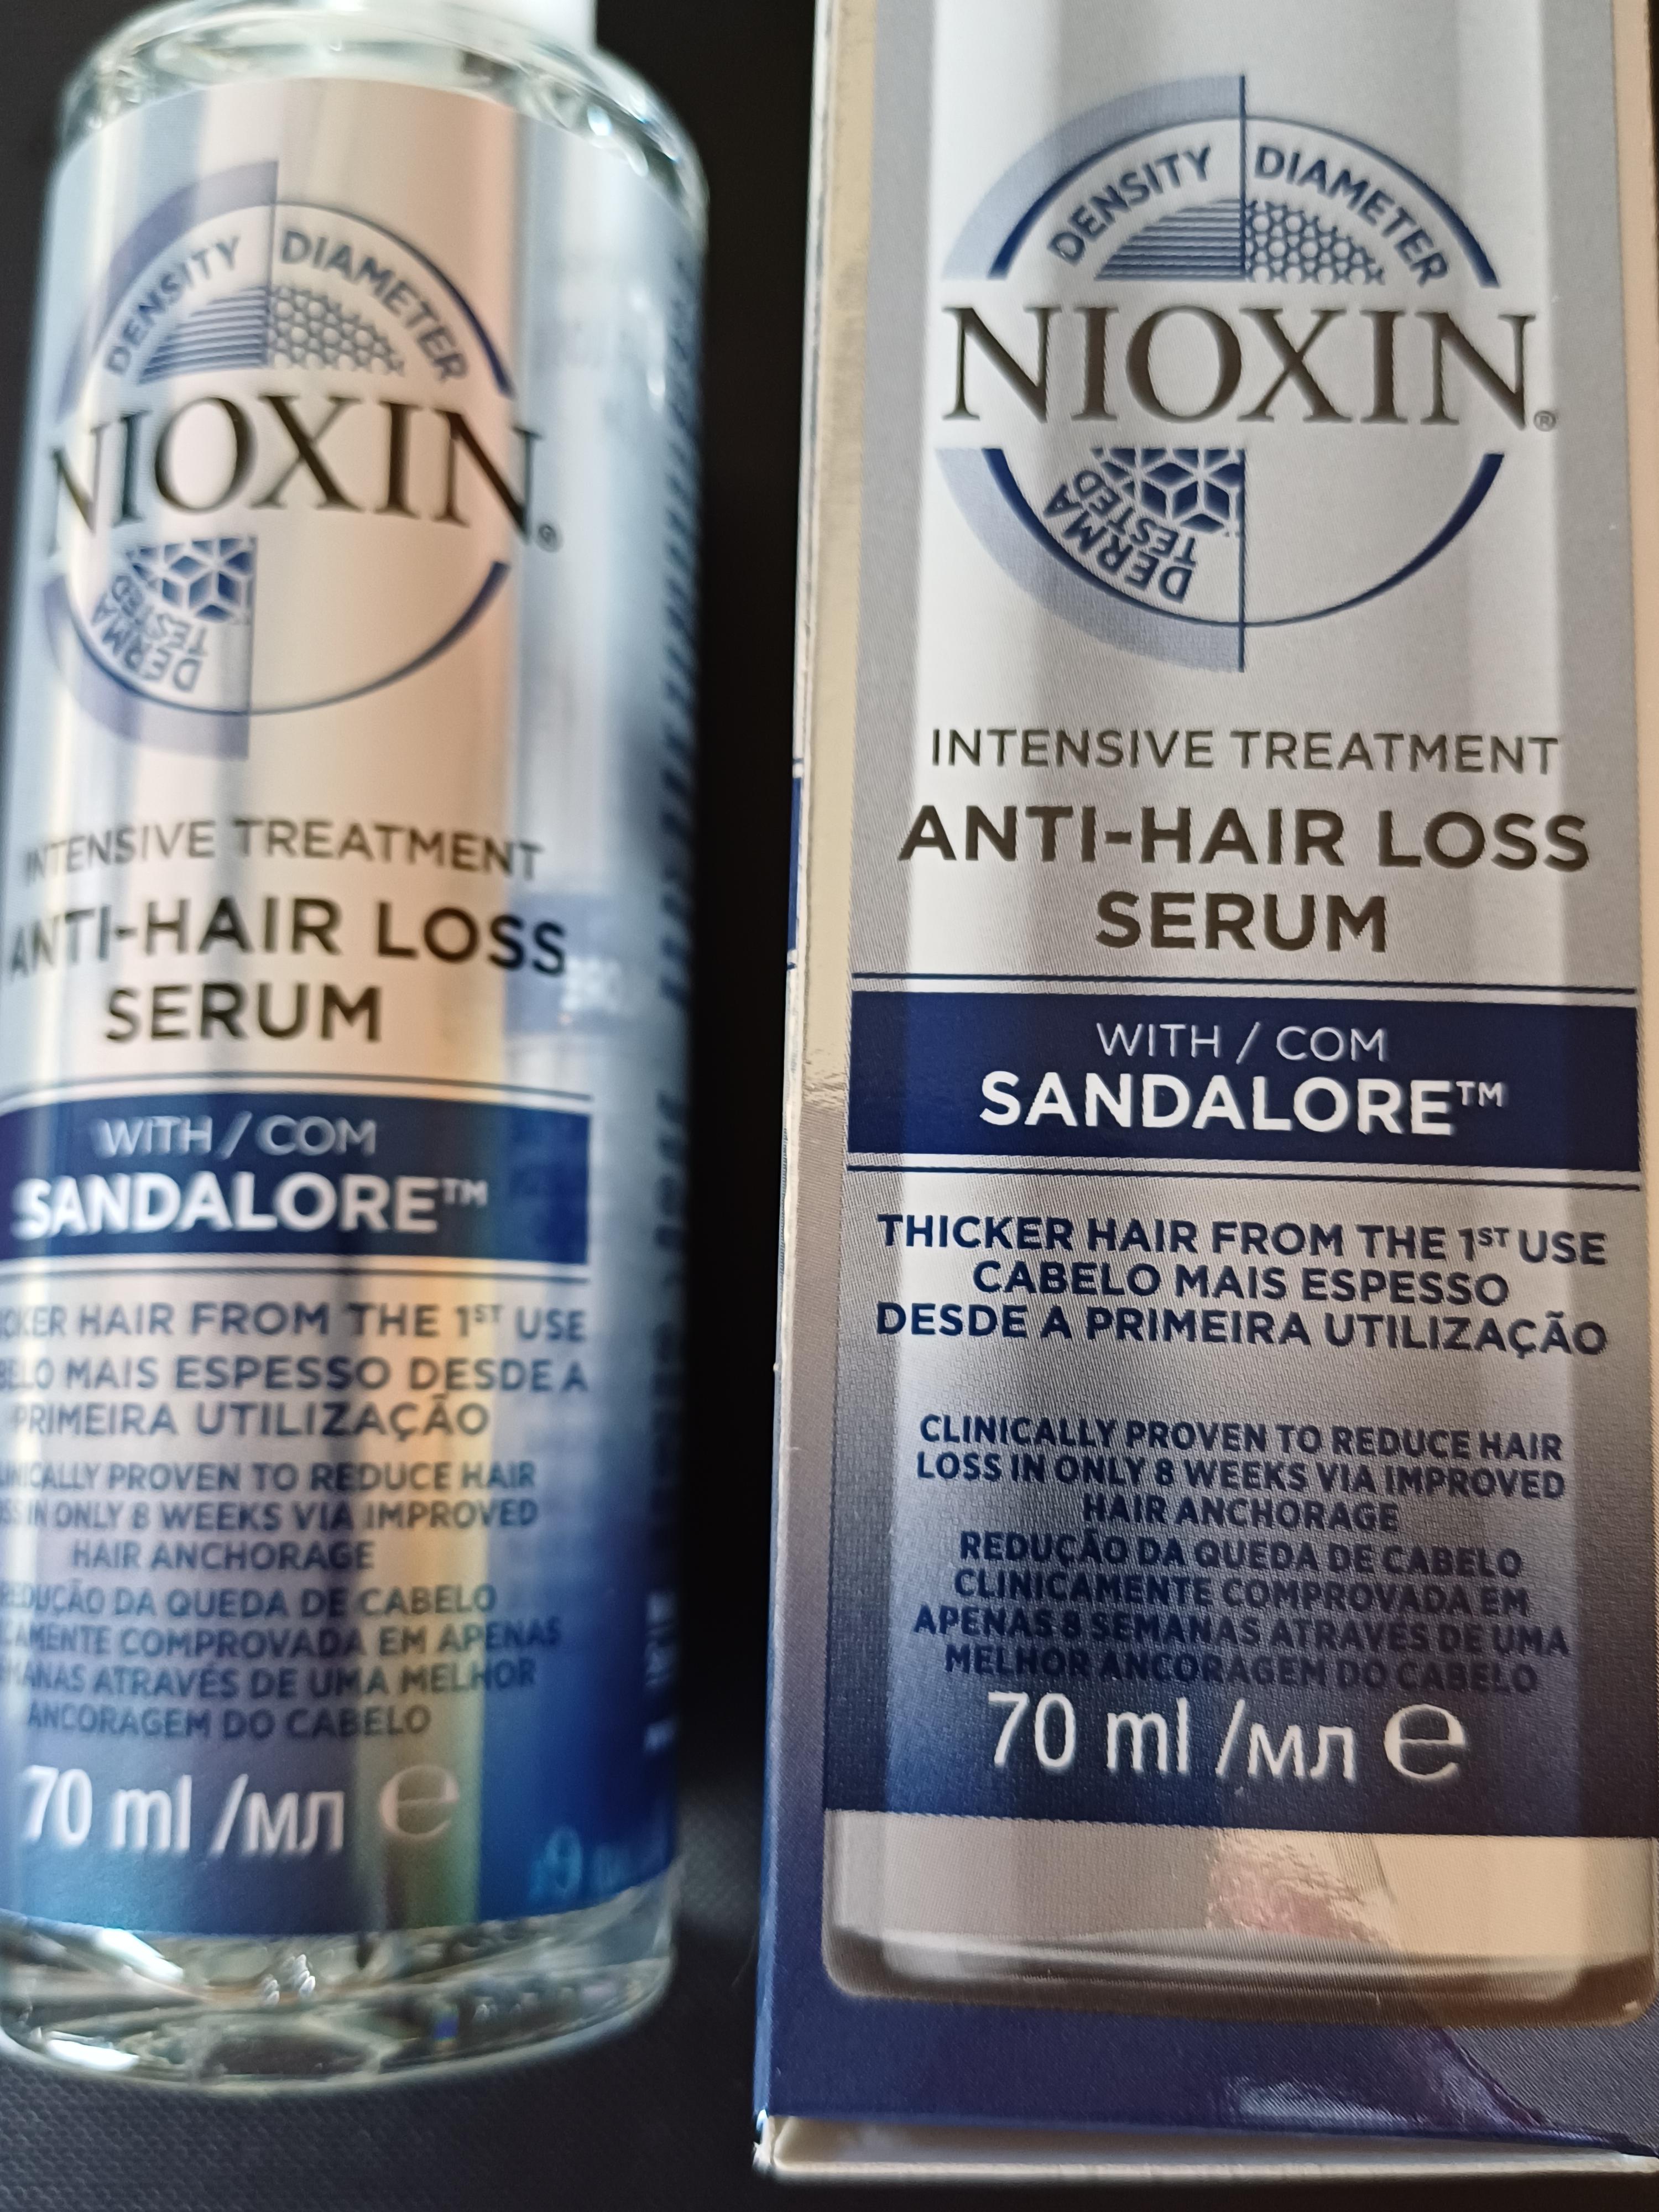 DENSITY DIAMETER
NIOXIN®
DERMA
TESTED
INTENSIVE TREATMENT
ANTI-HAIR LOSS
SERUM
WITH / COM
SANDALORE™
HAIR FROM THE 1ST USE
MAIS ESPESSO DESDE A
PRIMEIRA UTILIZAÇÃO
PROVEN TO REDUCE HAIR
IN ONLY 8 WEEKS VIA IMPROVED
HAIR ANCHORAGE
DA QUEDA DE CABELO
COMPROVADA EM APENAS
ATRAVÉS DE UMA MELHOR
ANCORAGEM DO CABELO
70 ml /мл ℮
DENSITY DIAMETER
NIOXIN®
DERMA
TESTED
INTENSIVE TREATMENT
ANTI-HAIR LOSS
SERUM
WITH / COM
SANDALORE™
THICKER HAIR FROM THE 1ST USE
CABELO MAIS ESPESSO
DESDE A PRIMEIRA UTILIZAÇÃO
CLINICALLY PROVEN TO REDUCE HAIR
LOSS IN ONLY 8 WEEKS VIA IMPROVED
HAIR ANCHORAGE
REDUÇÃO DA QUEDA DE CABELO
CLINICAMENTE COMPROVADA EM
APENAS 8 SEMANAS ATRAVÉS DE UMA
MELHOR ANCORAGEM DO CABELO
70 ml /мл ℮